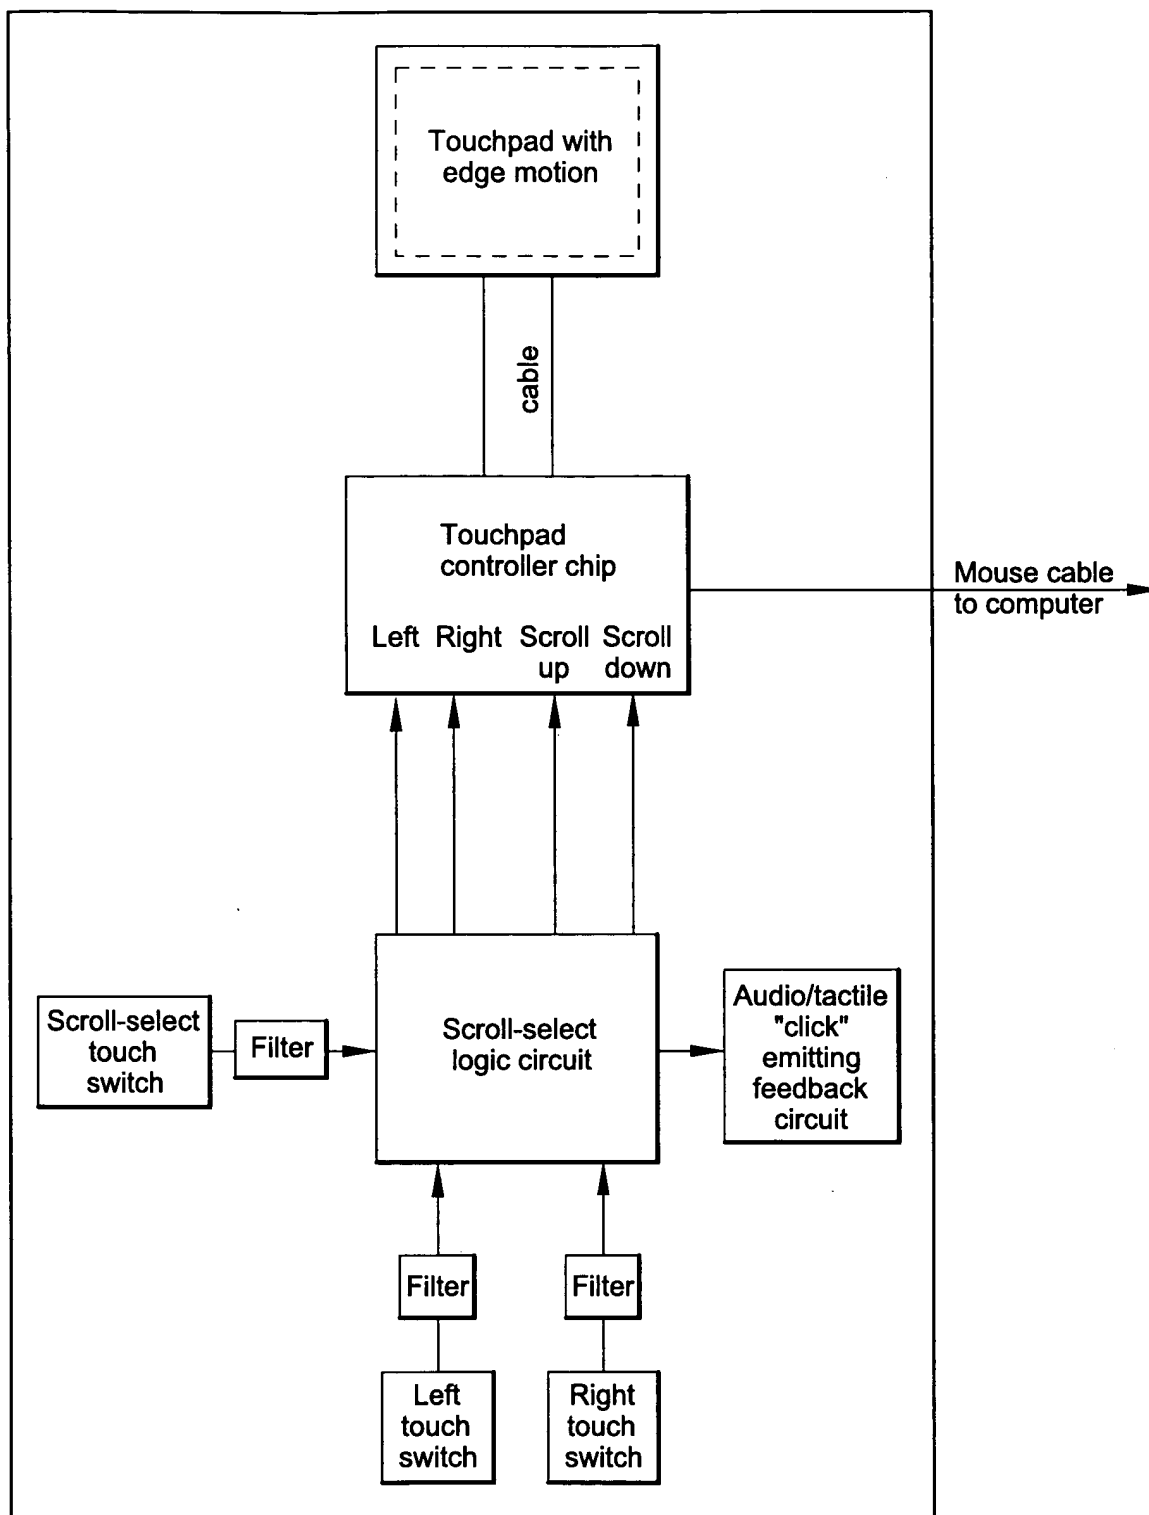 Touchpad with
edge motion
cable
Touchpad
controller chip
Left Right Scroll up Scroll down
Mouse cable
to computer
Scroll-select
touch
switch
Filter
Scroll-select
logic circuit
Audio/tactile
"click"
emitting
feedback
circuit
Filter
Filter
Left
touch
switch
Right
touch
switch